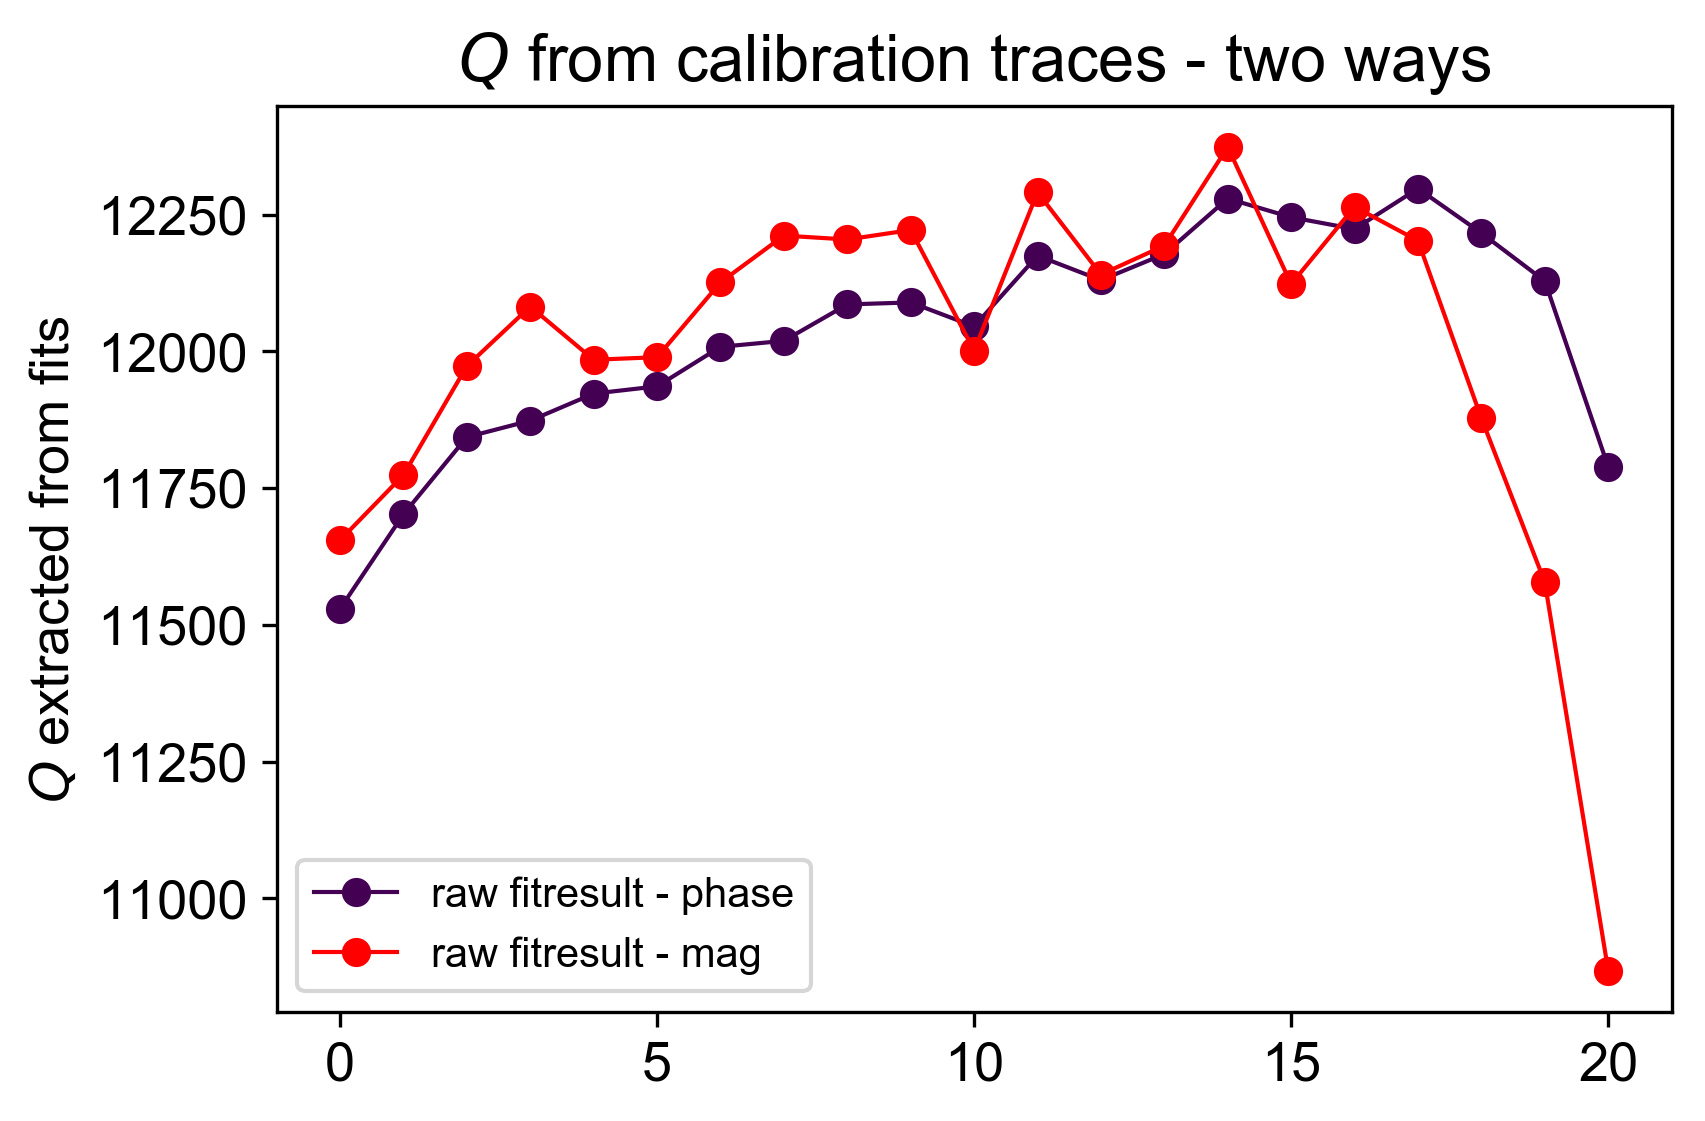 Q from calibration traces - two ways
Q extracted from fits
12250
12000
11750
11500
11250
11000
raw fitresult - phase
raw fitresult - mag
0 5 10 15 20